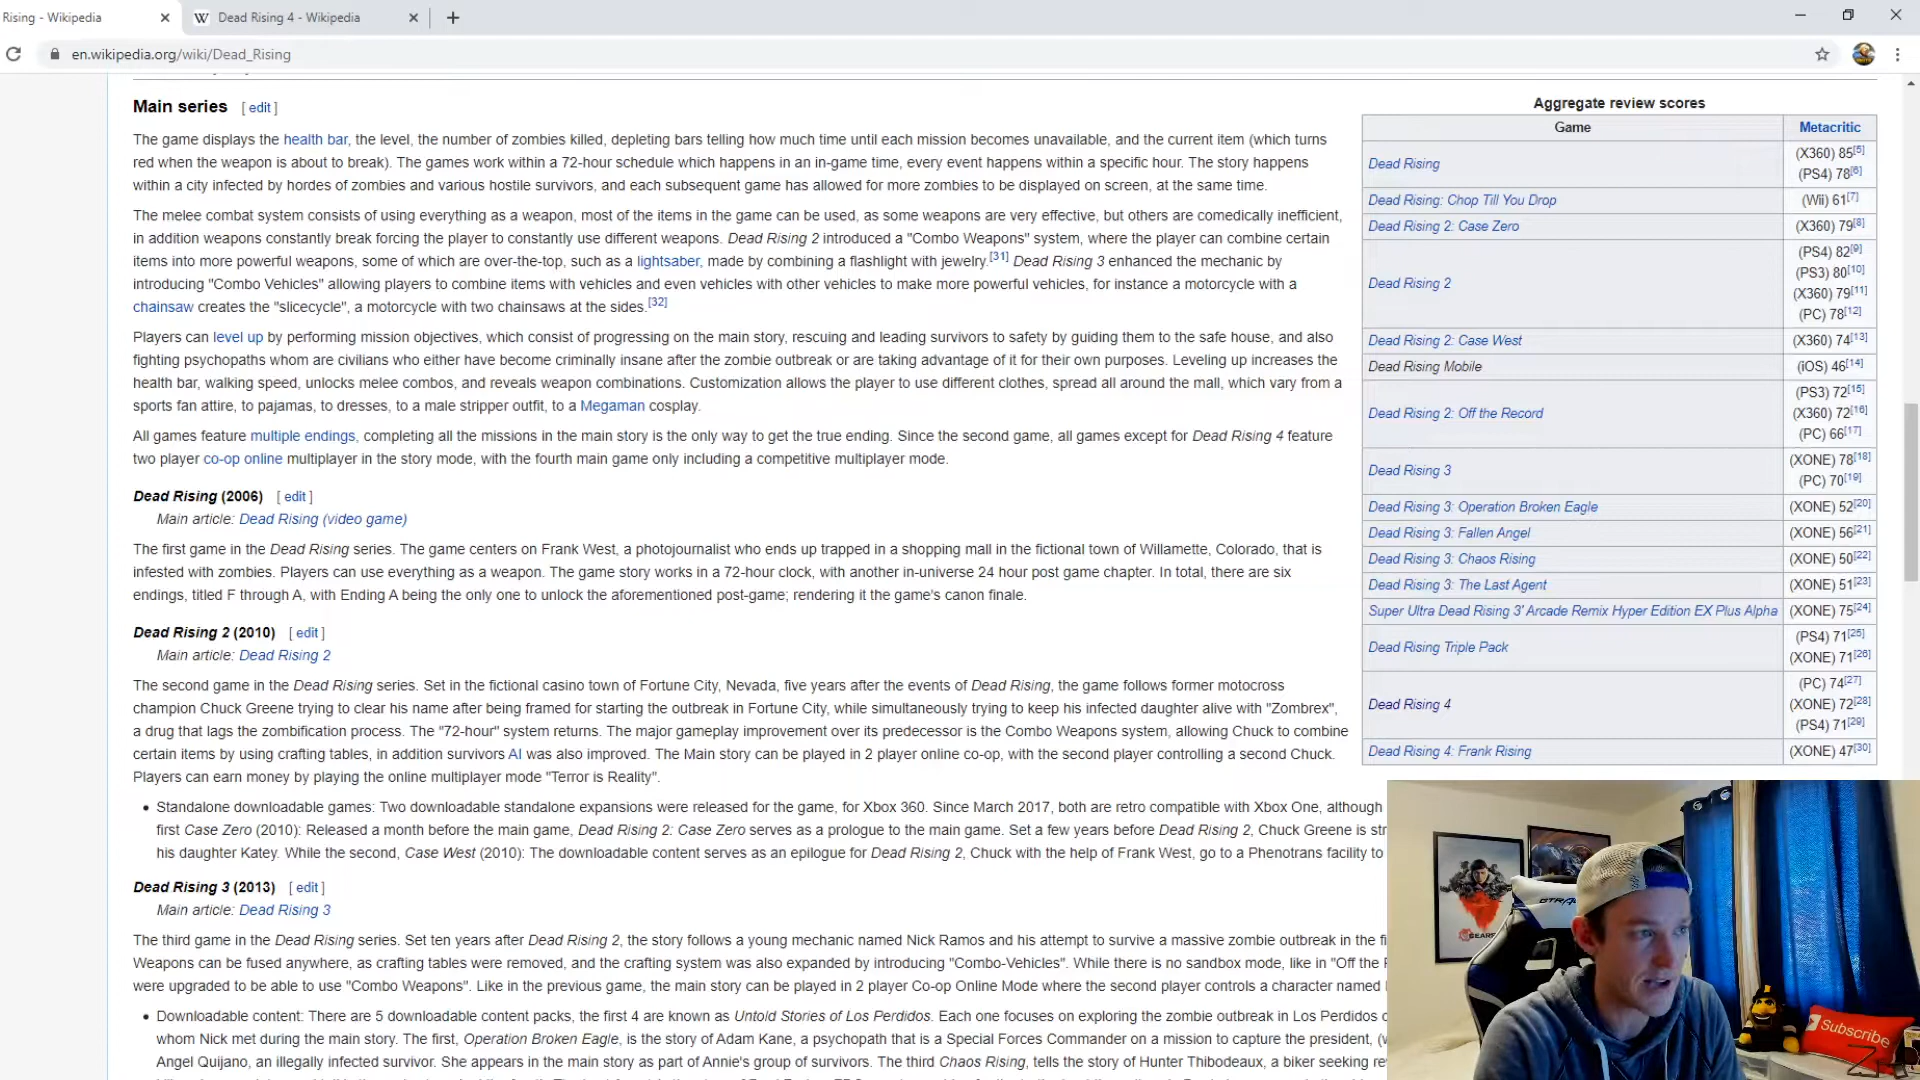 Rising - Wikipedia
Dead Rising 4 - Wikipedia
en.wikipedia.org/wiki/Dead_Rising
Main series [ edit ]
The game displays the health bar, the level, the number of zombies killed, depleting bars telling how much time until each mission becomes unavailable, and the current item (which turns
red when the weapon is about to break). The games work within a 72-hour schedule which happens in an in-game time, every event happens within a specific hour. The story happens
within a city infected by hordes of zombies and various hostile survivors, and each subsequent game has allowed for more zombies to be displayed on screen, at the same time.
The melee combat system consists of using everything as a weapon, most of the items in the game can be used, as some weapons are very effective, but others are comedically inefficient,
in addition weapons constantly break forcing the player to constantly use different weapons. Dead Rising 2 introduced a "Combo Weapons" system, where the player can combine certain
items into more powerful weapons, some of which are over-the-top, such as a lightsaber, made by combining a flashlight with jewelry.[31] Dead Rising 3 enhanced the mechanic by
introducing "Combo Vehicles" allowing players to combine items with vehicles and even vehicles with other vehicles to make more powerful vehicles, for instance a motorcycle with a
chainsaw creates the "slicecycle", a motorcycle with two chainsaws at the sides.[32]
Players can level up by performing mission objectives, which consist of progressing on the main story, rescuing and leading survivors to safety by guiding them to the safe house, and also
fighting psychopaths whom are civilians who either have become criminally insane after the zombie outbreak or are taking advantage of it for their own purposes. Leveling up increases the
health bar, walking speed, unlocks melee combos, and reveals weapon combinations. Customization allows the player to use different clothes, spread all around the mall, which vary from a
sports fan attire, to pajamas, to dresses, to a male stripper outfit, to a Megaman cosplay.
All games feature multiple endings, completing all the missions in the main story is the only way to get the true ending. Since the second game, all games except for Dead Rising 4 feature
two player co-op online multiplayer in the story mode, with the fourth main game only including a competitive multiplayer mode.
Dead Rising (2006) [ edit ]
Main article: Dead Rising (video game)
The first game in the Dead Rising series. The game centers on Frank West, a photojournalist who ends up trapped in a shopping mall in the fictional town of Willamette, Colorado, that is
infested with zombies. Players can use everything as a weapon. The game story works in a 72-hour clock, with another in-universe 24 hour post game chapter. In total, there are six
endings, titled F through A, with Ending A being the only one to unlock the aforementioned post-game; rendering it the game's canon finale.
Dead Rising 2 (2010) [ edit ]
Main article: Dead Rising 2
The second game in the Dead Rising series. Set in the fictional casino town of Fortune City, Nevada, five years after the events of Dead Rising, the game follows former motocross
champion Chuck Greene trying to clear his name after being framed for starting the outbreak in Fortune City, while simultaneously trying to keep his infected daughter alive with "Zombrex",
a drug that lags the zombification process. The "72-hour" system returns. The major gameplay improvement over its predecessor is the Combo Weapons system, allowing Chuck to combine
certain items by using crafting tables, in addition survivors AI was also improved. The Main story can be played in 2 player online co-op, with the second player controlling a second Chuck.
Players can earn money by playing the online multiplayer mode "Terror is Reality".
• Standalone downloadable games: Two downloadable standalone expansions were released for the game, for Xbox 360. Since March 2017, both are retro compatible with Xbox One, although
first Case Zero (2010): Released a month before the main game, Dead Rising 2: Case Zero serves as a prologue to the main game. Set a few years before Dead Rising 2, Chuck Greene is str
his daughter Katey. While the second, Case West (2010): The downloadable content serves as an epilogue for Dead Rising 2, Chuck with the help of Frank West, go to a Phenotrans facility to
Dead Rising 3 (2013) [ edit ]
Main article: Dead Rising 3
The third game in the Dead Rising series. Set ten years after Dead Rising 2, the story follows a young mechanic named Nick Ramos and his attempt to survive a massive zombie outbreak in the fi
Weapons can be fused anywhere, as crafting tables were removed, and the crafting system was also expanded by introducing "Combo-Vehicles". While there is no sandbox mode, like in "Off the R
were upgraded to be able to use "Combo Weapons". Like in the previous game, the main story can be played in 2 player Co-op Online Mode where the second player controls a character named
• Downloadable content: There are 5 downloadable content packs, the first 4 are known as Untold Stories of Los Perdidos. Each one focuses on exploring the zombie outbreak in Los Perdidos
whom Nick met during the main story. The first, Operation Broken Eagle, is the story of Adam Kane, a psychopath that is a Special Forces Commander on a mission to capture the president, (w
Angel Quijano, an illegally infected survivor. She appears in the main story as part of Annie's group of survivors. The third Chaos Rising, tells the story of Hunter Thibodeaux, a biker seeking re
Aggregate review scores
Game Metacritic
Dead Rising (X360) 85[5]
(PS4) 78[6]
Dead Rising: Chop Till You Drop (Wii) 61[7]
Dead Rising 2: Case Zero (X360) 79[8]
Dead Rising 2 (PS4) 82[9]
(PS3) 80[10]
(X360) 79[11]
(PC) 78[12]
Dead Rising 2: Case West (X360) 74[13]
Dead Rising Mobile (iOS) 46[14]
Dead Rising 2: Off the Record (PS3) 72[15]
(X360) 72[16]
(PC) 66[17]
Dead Rising 3 (XONE) 78[18]
(PC) 70[19]
Dead Rising 3: Operation Broken Eagle (XONE) 52[20]
Dead Rising 3: Fallen Angel (XONE) 56[21]
Dead Rising 3: Chaos Rising (XONE) 50[22]
Dead Rising 3: The Last Agent (XONE) 51[23]
Super Ultra Dead Rising 3' Arcade Remix Hyper Edition EX Plus Alpha (XONE) 75[24]
Dead Rising Triple Pack (PS4) 71[25]
(XONE) 71[26]
Dead Rising 4 (PC) 74[27]
(XONE) 72[28]
(PS4) 71[29]
Dead Rising 4: Frank Rising (XONE) 47[30]
GEARS
GTRA
Subscribe